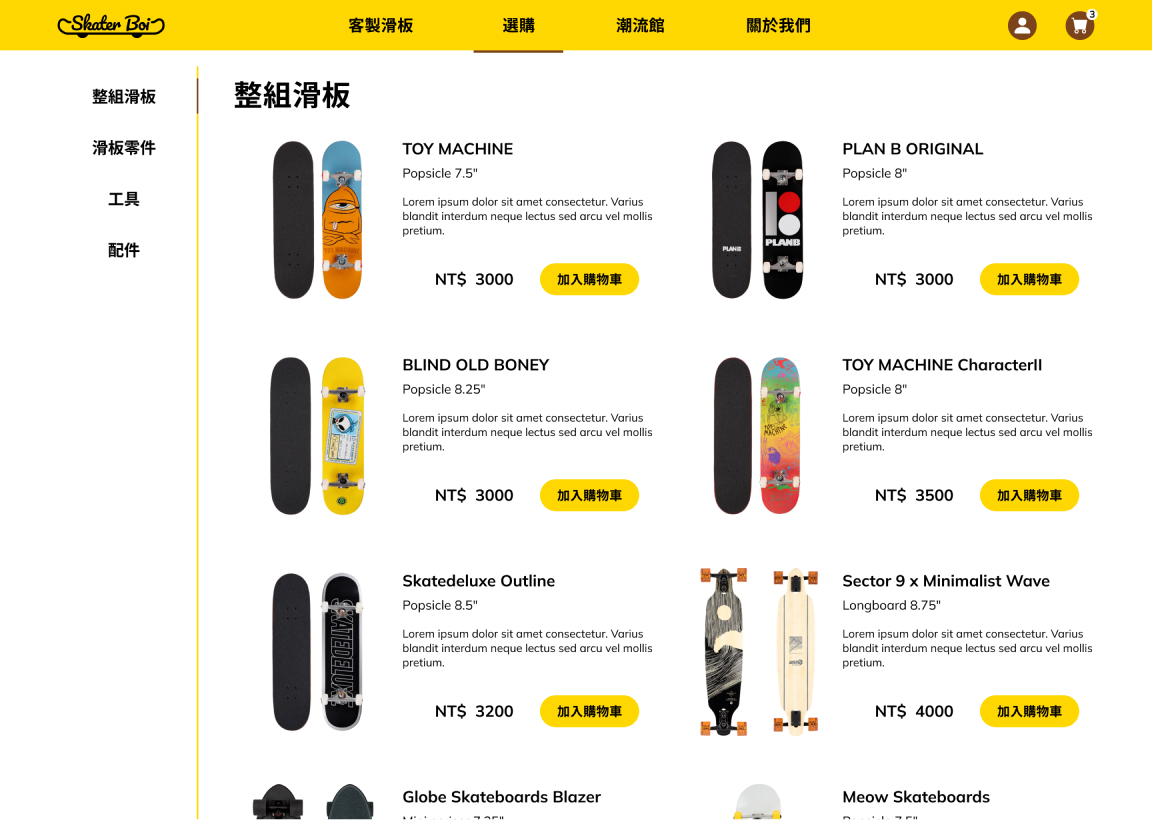 Skater Boi
客製滑板
選購
潮流館
關於我們
3
整組滑板
滑板零件
工具
配件
整組滑板
TOY MACHINE
Popsicle 7.5"
Lorem ipsum dolor sit amet consectetur. Varius
blandit interdum neque lectus sed arcu vel mollis
pretium.
NT$ 3000
加入購物車
PLANB
PLANB
PLAN B ORIGINAL
Popsicle 8"
Lorem ipsum dolor sit amet consectetur. Varius
blandit interdum neque lectus sed arcu vel mollis
pretium.
NT$ 3000
加入購物車
BLIND OLD BONEY
Popsicle 8.25"
Lorem ipsum dolor sit amet consectetur. Varius
blandit interdum neque lectus sed arcu vel mollis
pretium.
NT$ 3000
加入購物車
TOY MACHINE CharacterII
Popsicle 8"
Lorem ipsum dolor sit amet consectetur. Varius
blandit interdum neque lectus sed arcu vel mollis
pretium.
NT$ 3500
加入購物車
SKATEDELUXE
Skatedeluxe Outline
Popsicle 8.5"
Lorem ipsum dolor sit amet consectetur. Varius
blandit interdum neque lectus sed arcu vel mollis
pretium.
NT$ 3200
加入購物車
Sector 9 x Minimalist Wave
Longboard 8.75"
Lorem ipsum dolor sit amet consectetur. Varius
blandit interdum neque lectus sed arcu vel mollis
pretium.
NT$ 4000
加入購物車
Globe Skateboards Blazer
Meow Skateboards